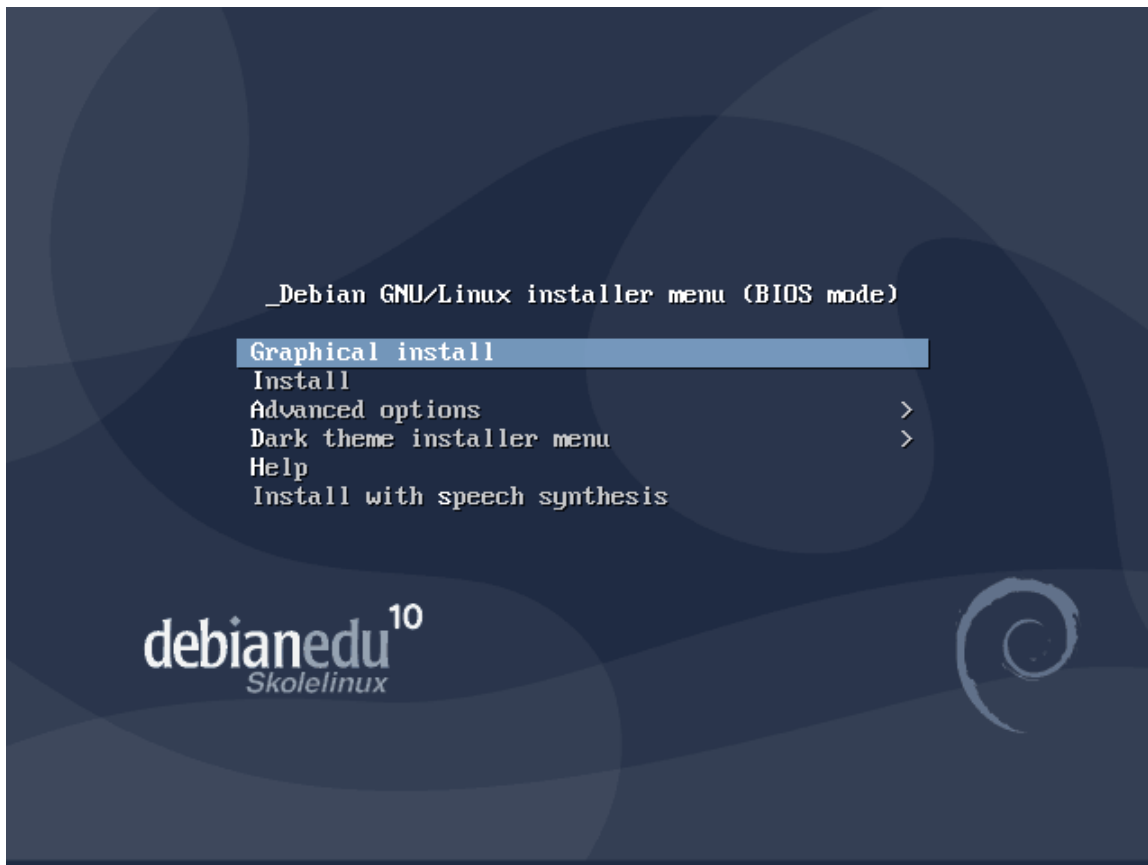 _Debian GNU/Linux installer menu (BIOS mode)
Graphical install
Install
Advanced options >
Dark theme installer menu >
Help
Install with speech synthesis
debianedu 10
Skolelinux